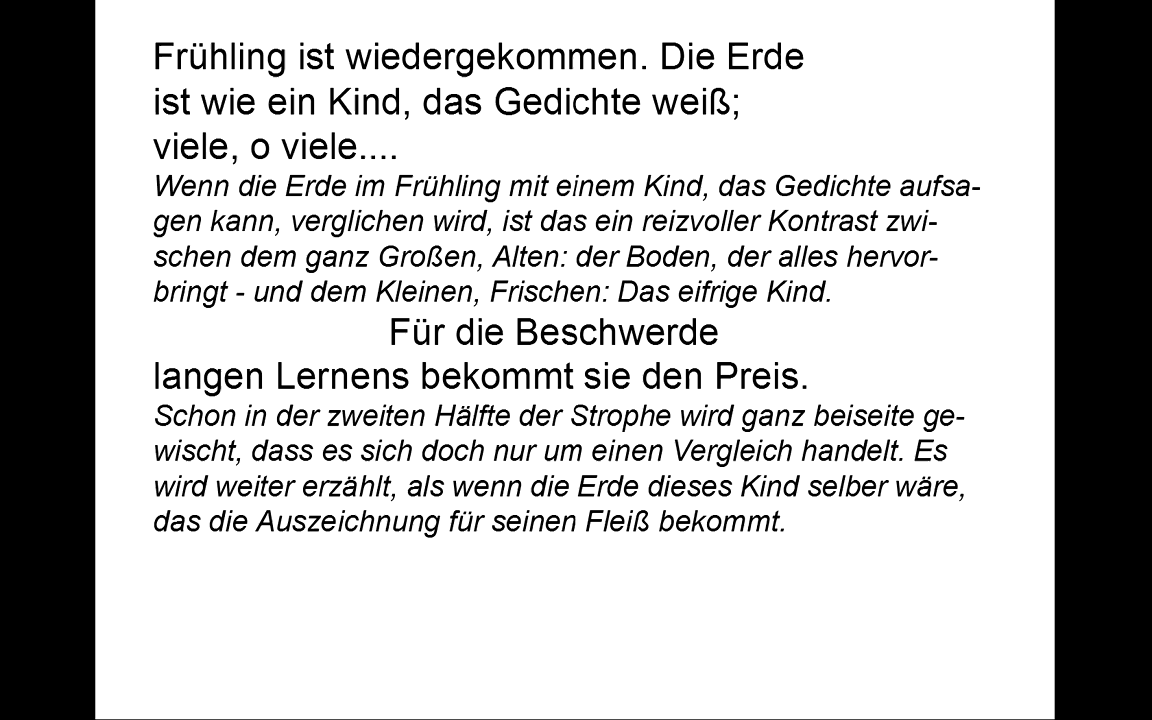 Frühling ist wiedergekommen. Die Erde
ist wie ein Kind, das Gedichte weiß;
viele, o viele....
Wenn die Erde im Frühling mit einem Kind, das Gedichte aufsa-
gen kann, verglichen wird, ist das ein reizvoller Kontrast zwi-
schen dem ganz Großen, Alten: der Boden, der alles hervor-
bringt - und dem Kleinen, Frischen: Das eifrige Kind.
Für die Beschwerde
langen Lernens bekommt sie den Preis.
Schon in der zweiten Hälfte der Strophe wird ganz beiseite ge-
wischt, dass es sich doch nur um einen Vergleich handelt. Es
wird weiter erzählt, als wenn die Erde dieses Kind selber wäre,
das die Auszeichnung für seinen Fleiß bekommt.